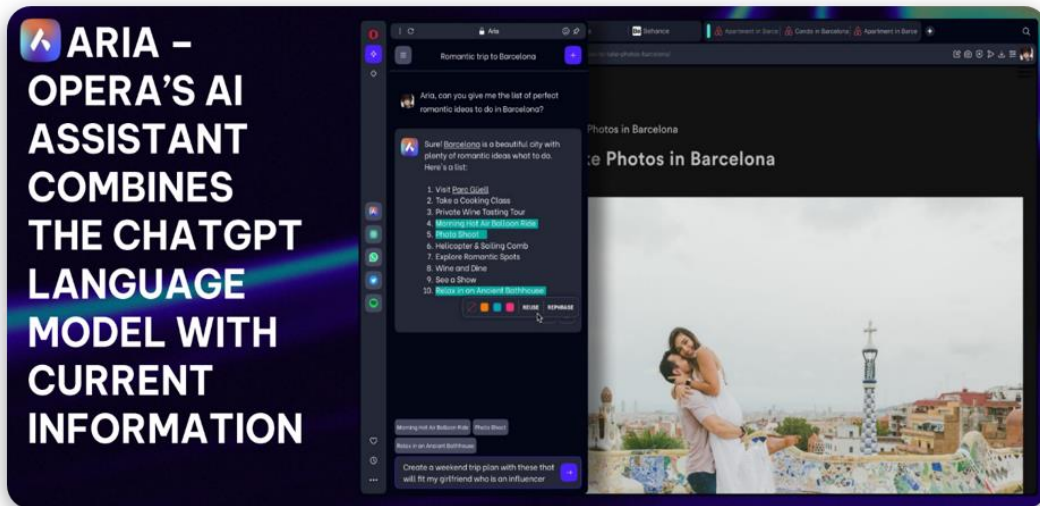 ARIA –
OPERA'S AI
ASSISTANT
COMBINES
THE CHATGPT
LANGUAGE
MODEL WITH
CURRENT
INFORMATION
Aria
Romantic trip to Barcelona
Aria, can you give me the list of perfect
romantic ideas to do in Barcelona?
Sure! Barcelona is a beautiful city with
plenty of romantic ideas what to do.
Here's a list:
1. Visit Parc Güell
2. Take a Cooking Class
3. Private Wine Tasting Tour
4. Morning Hot Air Balloon Ride
5. Photo Shoot
6. Helicopter & Sailing Comb
7. Explore Romantic Spots
8. Wine and Dine
9. See a Show
10. Relax in an Ancient Bathhouse
REUSE REPHRASE
Morning Hot Air Balloon Ride Photo Shoot
Relax in an Ancient Bathhouse
Create a weekend trip plan with these that
will fit my girlfriend who is an influencer
Bē Behance Apartment in Barce Condo in Barcelona Apartment in Barce
Photos in Barcelona
e Photos in Barcelona